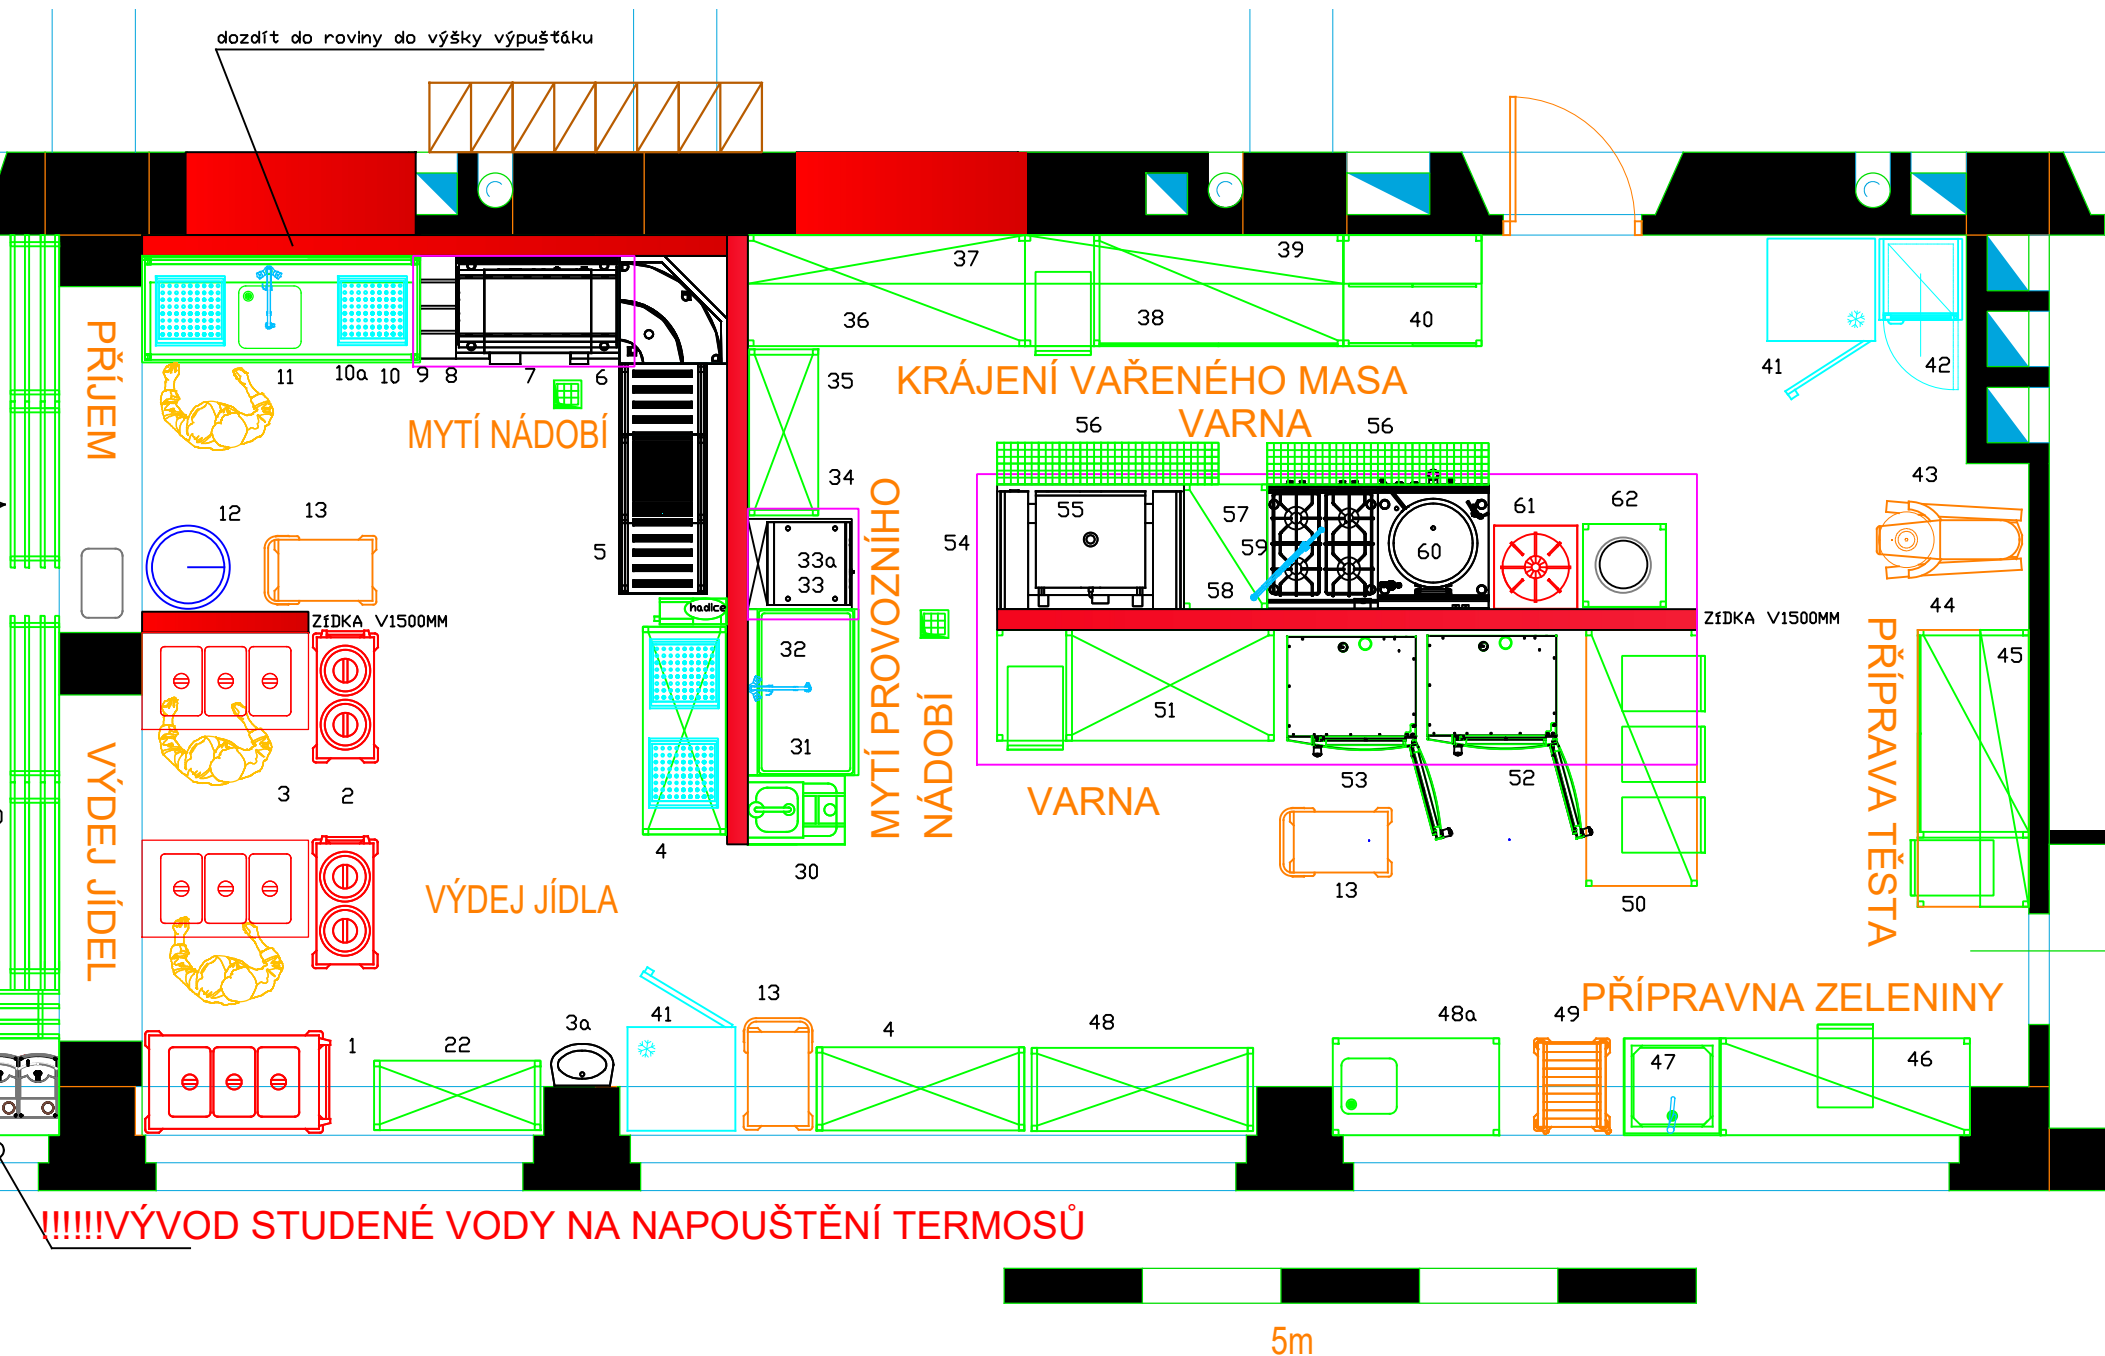 dozdít do roviny do výšky výpušťáku
37
39
36
38
40
41
42
PŘÍJEM
11
10a
10
9
8
7
6
35
KRÁJENÍ VAŘENÉHO MASA
VARNA
MYTÍ NÁDOBÍ
56
56
34
43
12
13
5
54
55
57
59
58
60
61
62
33a
33
44
hadice
ZÍDKA V1500MM
ZÍDKA V1500MM
32
31
MYTÍ PROVOZNÍHO
NÁDOBÍ
51
45
53
52
PŘÍPRAVA TĚSTA
VÝDEJ JÍDEL
3
2
VARNA
4
30
13
50
VÝDEJ JÍDLA
PŘÍPRAVNA ZELENINY
1
22
3a
41
13
4
48
48a
49
47
46
!!!!!!VÝVOD STUDENÉ VODY NA NAPOUŠTĚNÍ TERMOSŮ
5m